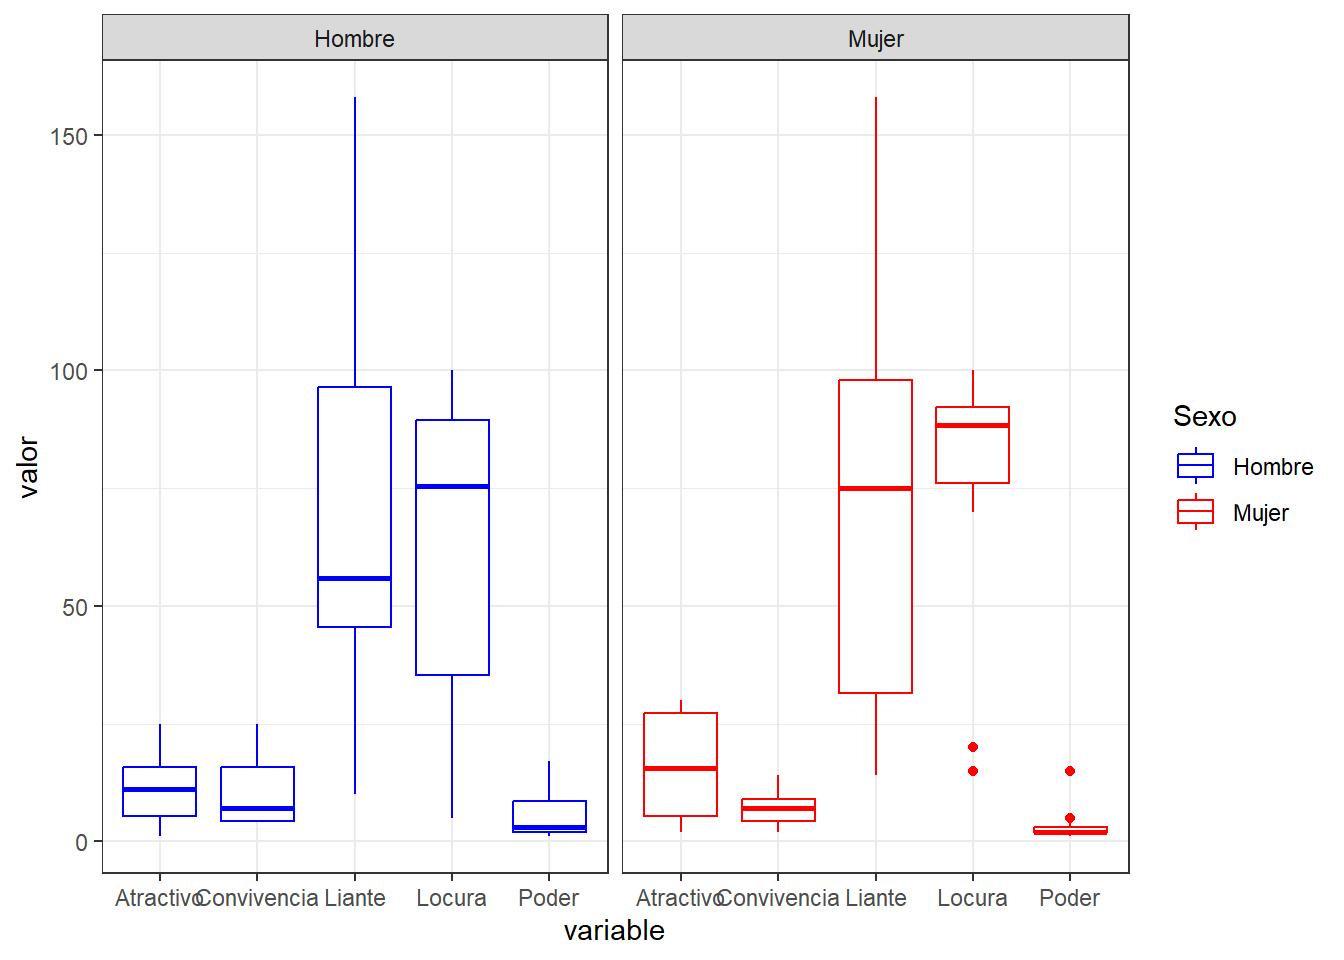 Hombre Mujer
150
100
50
0
valor
Atractivo Convivencia Liante Locura Poder
Atractivo Convivencia Liante Locura Poder
variable
Sexo
Hombre
Mujer